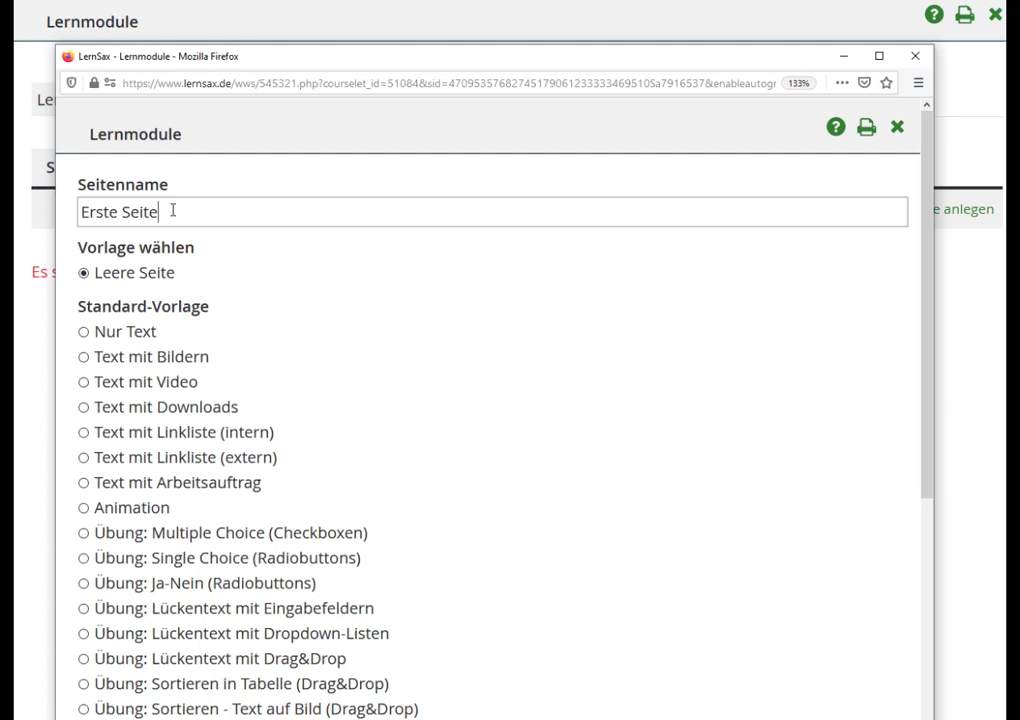 Lernmodule
LernSax - Lernmodule - Mozilla Firefox
https://www.lernsax.de/wws/545321.php?courselet_id=51084&sid=47095357682745179061233333469510Sa7916537&enableautogr
133%
Le
Lernmodule
S
Seitenname
Erste Seite
e anlegen
Vorlage wählen
Leere Seite
Es s
Standard-Vorlage
Nur Text
Text mit Bildern
Text mit Video
Text mit Downloads
Text mit Linkliste (intern)
Text mit Linkliste (extern)
Text mit Arbeitsauftrag
Animation
Übung: Multiple Choice (Checkboxen)
Übung: Single Choice (Radiobuttons)
Übung: Ja-Nein (Radiobuttons)
Übung: Lückentext mit Eingabefeldern
Übung: Lückentext mit Dropdown-Listen
Übung: Lückentext mit Drag&Drop
Übung: Sortieren in Tabelle (Drag&Drop)
Übung: Sortieren - Text auf Bild (Drag&Drop)